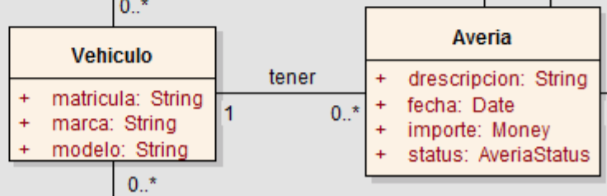 0..*
Vehiculo
+ matricula: String
+ marca: String
+ modelo: String
0..*
tener
1
0..*
Averia
+ drescripcion: String
+ fecha: Date
+ importe: Money
+ status: AveriaStatus